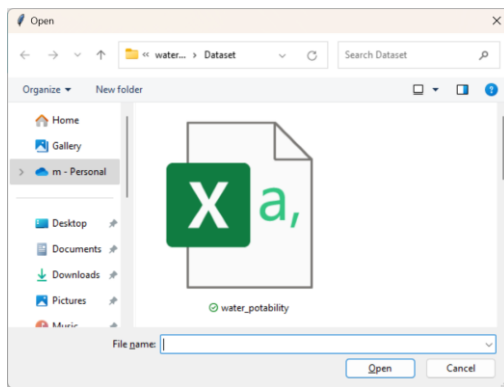 Open
« water... › Dataset
Search Dataset
Organize
New folder
Home
Gallery
m - Personal
Desktop
Documents
Downloads
Pictures
Music
X a,
water_potability
File name:
Open
Cancel